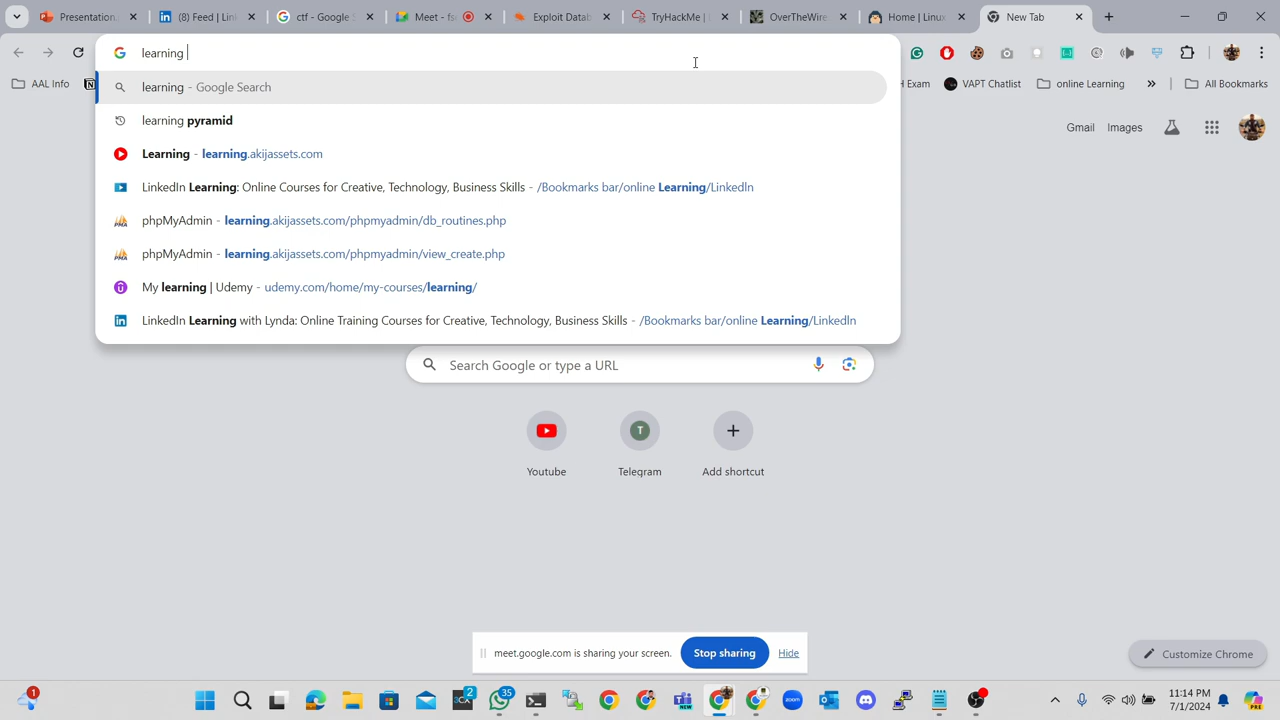 Presentation
(8) Feed | Lin
ctf - Google S
Meet - fs
Exploit Datab
TryHackMe | L
OverTheWire
Home | Linux
New Tab
learning
AAL Info
H Exam
VAPT Chatlist
online Learning
All Bookmarks
learning - Google Search
learning pyramid
Gmail Images
Learning - learning.akijassets.com
LinkedIn Learning: Online Courses for Creative, Technology, Business Skills - /Bookmarks bar/online Learning/LinkedIn
phpMyAdmin - learning.akijassets.com/phpmyadmin/db_routines.php
phpMyAdmin - learning.akijassets.com/phpmyadmin/view_create.php
My learning | Udemy - udemy.com/home/my-courses/learning/
LinkedIn Learning with Lynda: Online Training Courses for Creative, Technology, Business Skills - /Bookmarks bar/online Learning/LinkedIn
Search Google or type a URL
T
Youtube
Telegram
Add shortcut
meet.google.com is sharing your screen.
Stop sharing
Hide
Customize Chrome
1
2
35
NEW
zoom
11:14 PM
7/1/2024
PRE